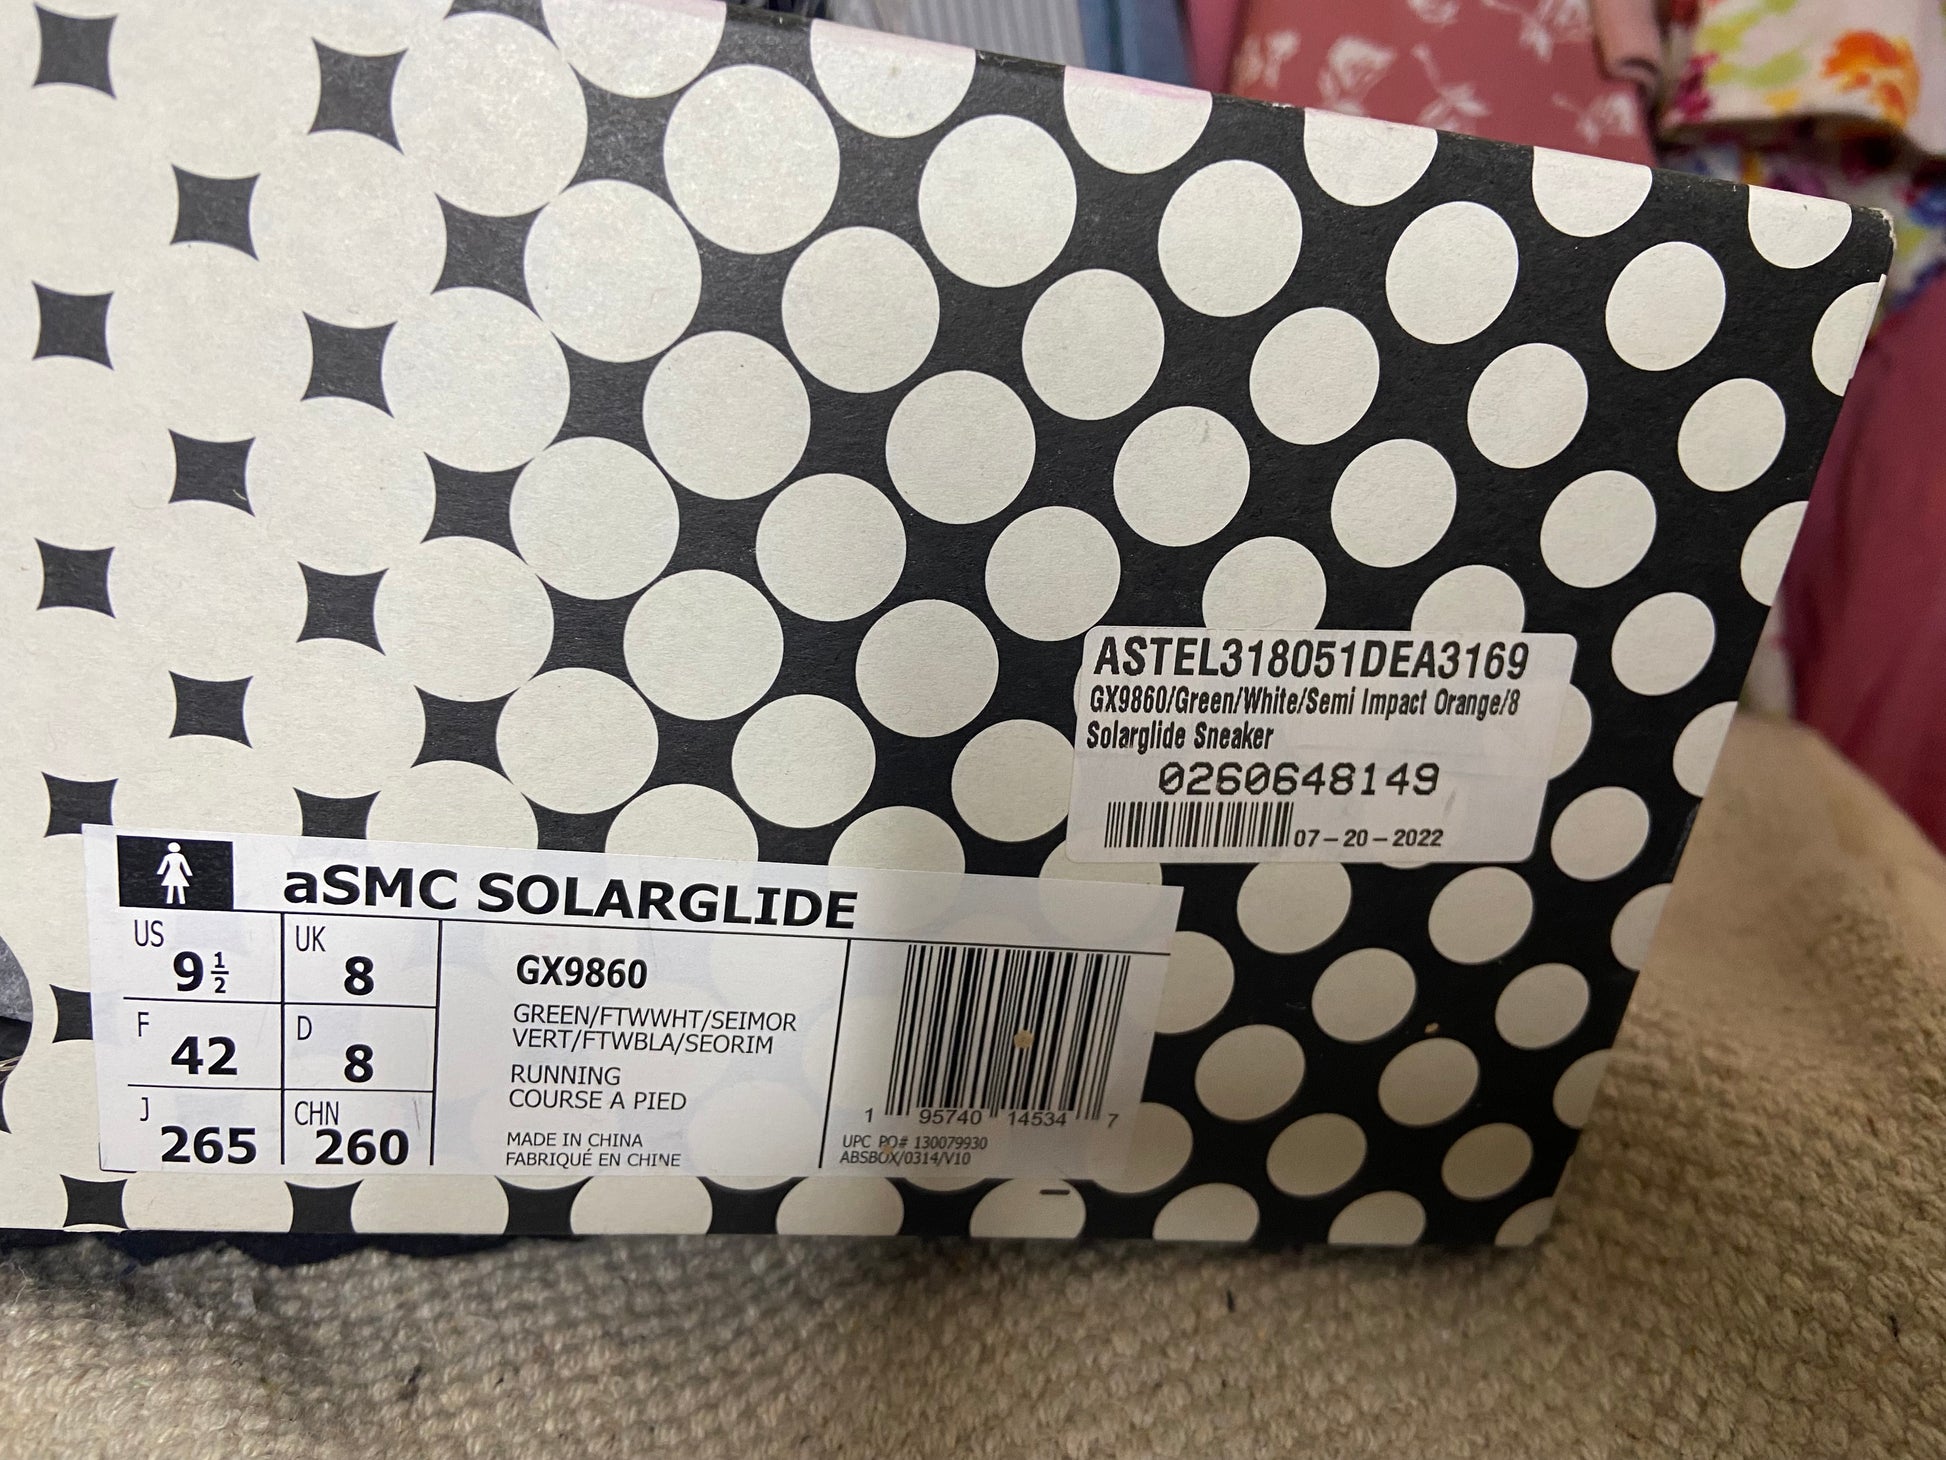 ASTEL318051DEA3169
GX9860/Green/White/Semi Impact Orange/8
Solarglide Sneaker
0260648149
07-20-2022
aSMC SOLARGLIDE
US 9 1/2 UK 8
F 42 D 8
J 265 CHN 260
GX9860
GREEN/FTWWHT/SEIMOR
VERT/FTWBLA/SEORIM
RUNNING
COURSE A PIED
MADE IN CHINA
FABRIQUÉ EN CHINE
1 95740 14534 7
UPC PO# 130079930
ABSBOX/0314/V10